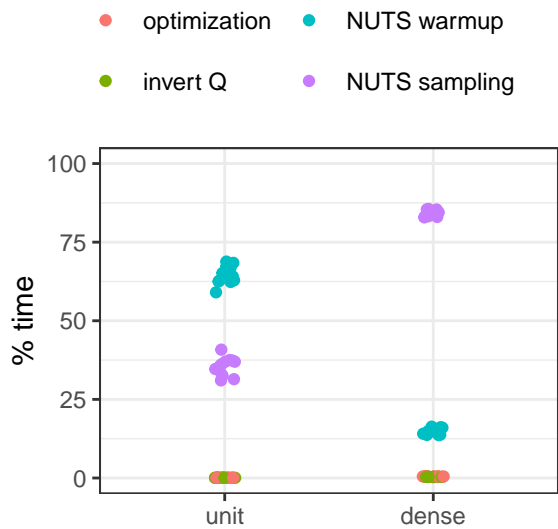 optimization NUTS warmup
invert Q NUTS sampling
% time
100
75
50
25
0
unit dense